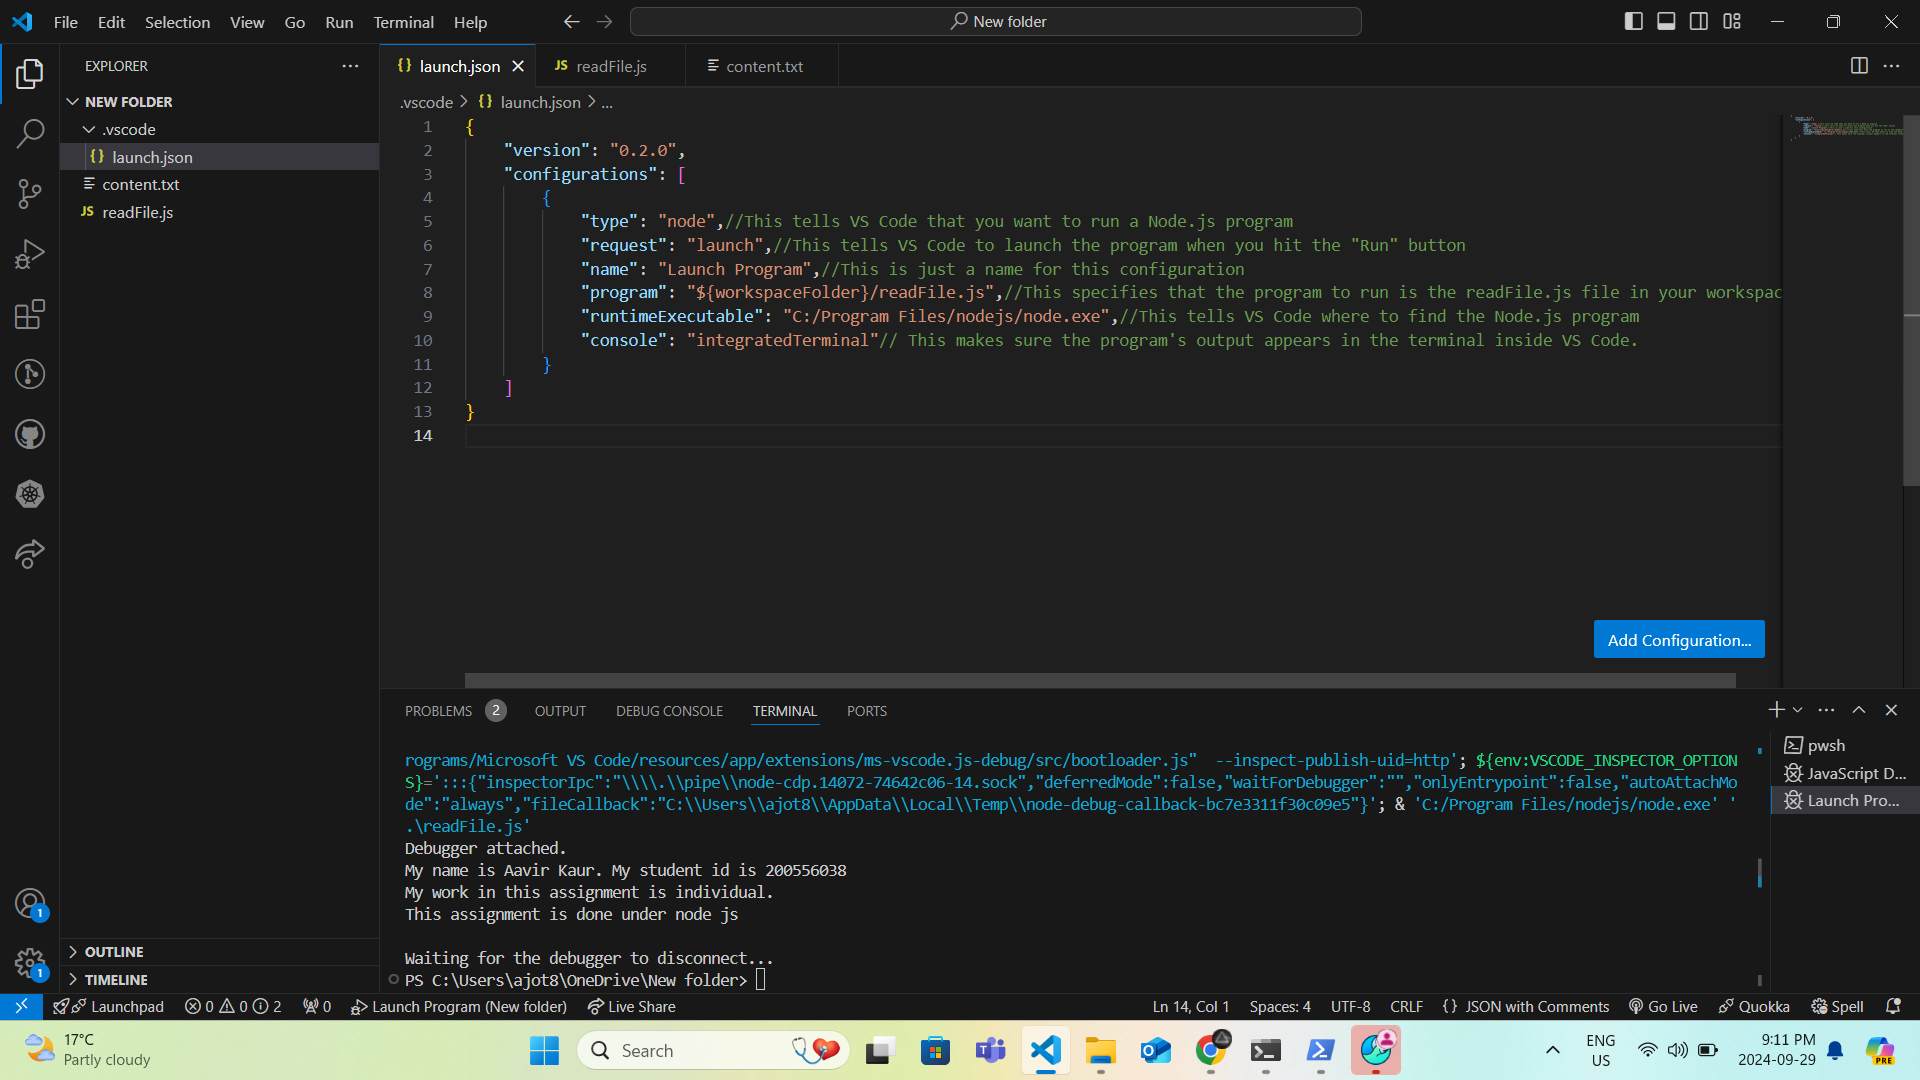 File Edit Selection View Go Run Terminal Help
New folder
EXPLORER
NEW FOLDER
.vscode
launch.json
content.txt
readFile.js
OUTLINE
TIMELINE
launch.json
readFile.js
content.txt
.vscode > launch.json > ...
1 {
2 "version": "0.2.0",
3 "configurations": [
4 {
5 "type": "node",//This tells VS Code that you want to run a Node.js program
6 "request": "launch",//This tells VS Code to launch the program when you hit the "Run" button
7 "name": "Launch Program",//This is just a name for this configuration
8 "program": "${workspaceFolder}/readFile.js",//This specifies that the program to run is the readFile.js file in your workspac
9 "runtimeExecutable": "C:/Program Files/nodejs/node.exe",//This tells VS Code where to find the Node.js program
10 "console": "integratedTerminal"// This makes sure the program's output appears in the terminal inside VS Code.
11 }
12 ]
13 }
14
Add Configuration...
PROBLEMS 2 OUTPUT DEBUG CONSOLE TERMINAL PORTS
rograms/Microsoft VS Code/resources/app/extensions/ms-vscode.js-debug/src/bootloader.js" --inspect-publish-uid=http'; ${env:VSCODE_INSPECTOR_OPTION
S}=':::{"inspectorIpc":"\\\\.\\pipe\\node-cdp.14072-74642c06-14.sock","deferredMode":false,"waitForDebugger":"","onlyEntrypoint":false,"autoAttachMo
de":"always","fileCallback":"C:\\Users\\ajot8\\AppData\\Local\\Temp\\node-debug-callback-bc7e3311f30c09e5"}'; & 'C:/Program Files/nodejs/node.exe' '
.\readFile.js'
Debugger attached.
My name is Aavir Kaur. My student id is 200556038
My work in this assignment is individual.
This assignment is done under node js
Waiting for the debugger to disconnect...
PS C:\Users\ajot8\OneDrive\New folder>
pwsh
JavaScript D...
Launch Pro...
1
1
Launchpad 0 0 2 0 Launch Program (New folder) Live Share Ln 14, Col 1 Spaces: 4 UTF-8 CRLF {} JSON with Comments Go Live Quokka Spell
17°C
Partly cloudy
Search
ENG
US
9:11 PM
2024-09-29
PRE